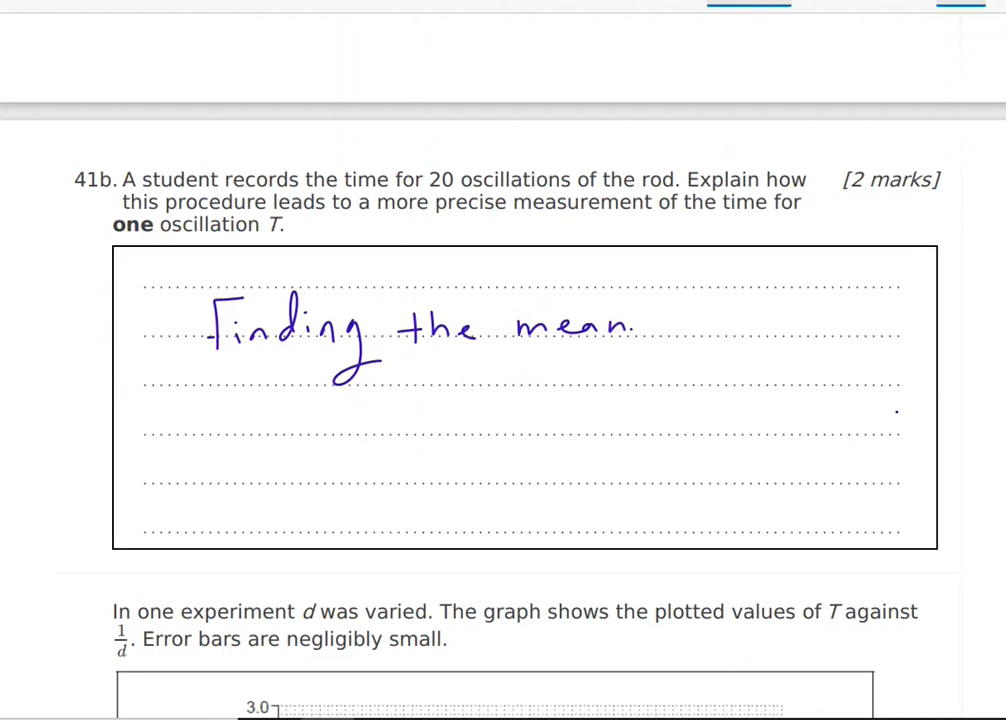 41b. A student records the time for 20 oscillations of the rod. Explain how [2 marks]
this procedure leads to a more precise measurement of the time for
one oscillation T.
Finding the mean.
In one experiment d was varied. The graph shows the plotted values of T against
1/d. Error bars are negligibly small.
3.0